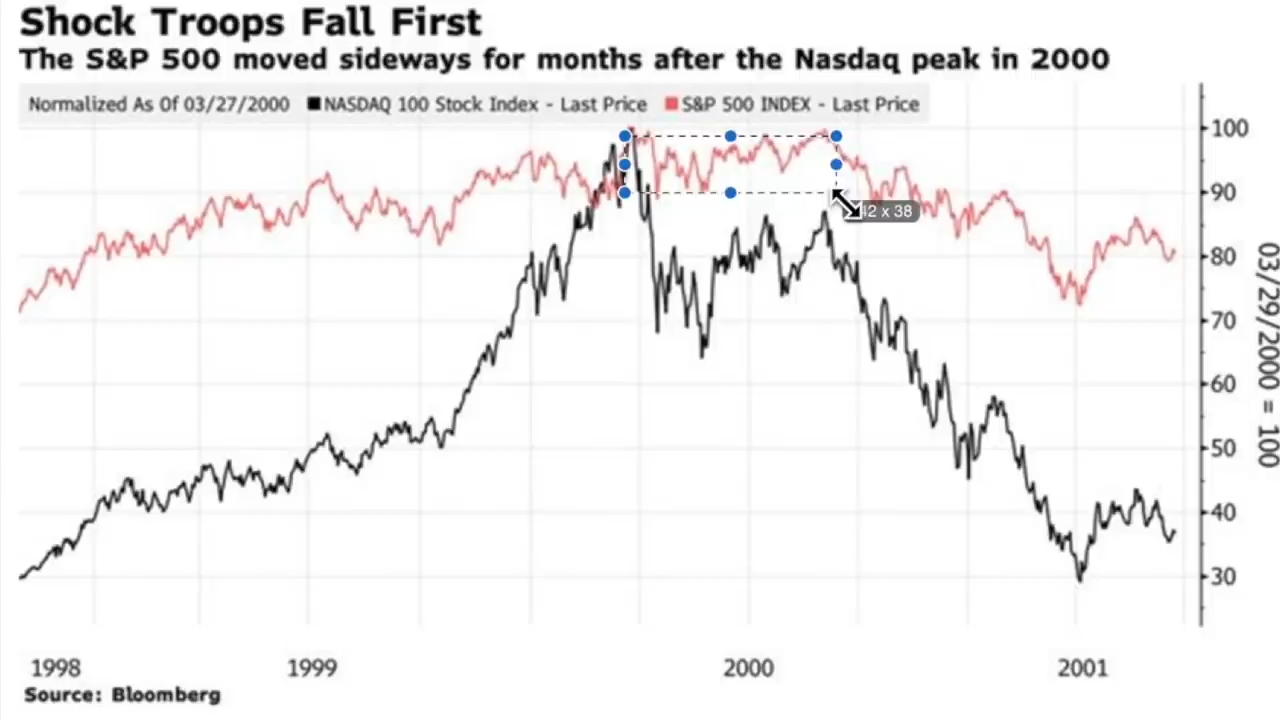 Shock Troops Fall First
The S&P 500 moved sideways for months after the Nasdaq peak in 2000
Normalized As Of 03/27/2000 NASDAQ 100 Stock Index - Last Price S&P 500 INDEX - Last Price
100
90
80
70
60
50
40
30
03/29/2000 = 100
42 x 38
1998 1999 2000 2001
Source: Bloomberg